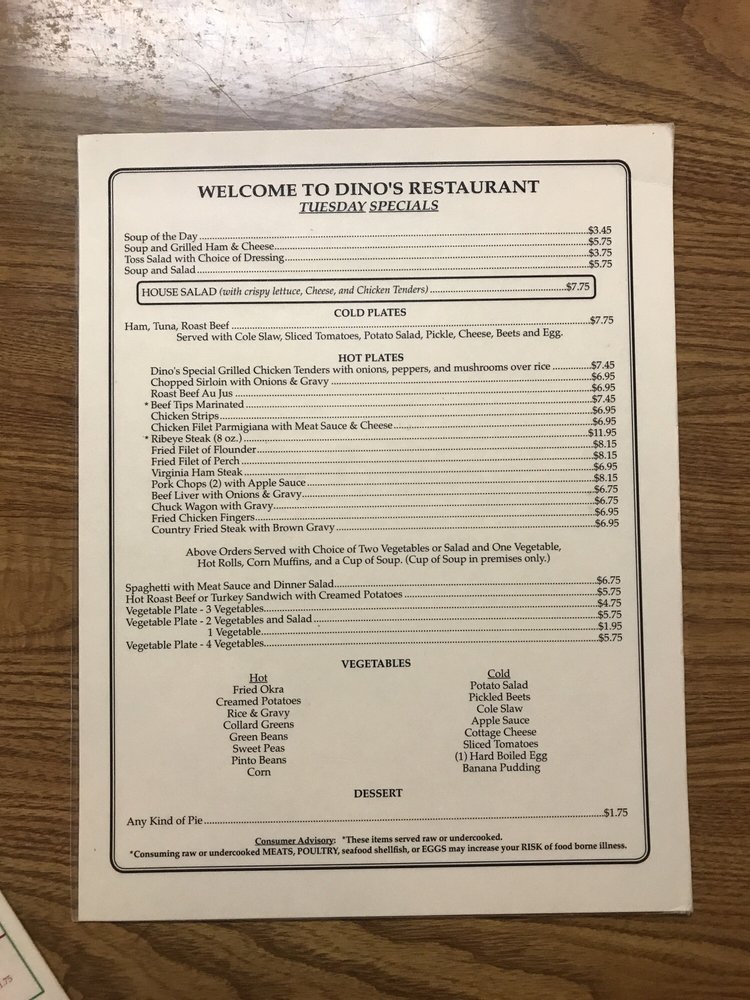 WELCOME TO DINO'S RESTAURANT
TUESDAY SPECIALS
Soup of the Day $3.45
Soup and Grilled Ham & Cheese $5.75
Toss Salad with Choice of Dressing $3.75
Soup and Salad $5.75
HOUSE SALAD (with crispy lettuce, Cheese, and Chicken Tenders) $7.75
COLD PLATES
Ham, Tuna, Roast Beef $7.75
Served with Cole Slaw, Sliced Tomatoes, Potato Salad, Pickle, Cheese, Beets and Egg.
HOT PLATES
Dino's Special Grilled Chicken Tenders with onions, peppers, and mushrooms over rice $7.45
Chopped Sirloin with Onions & Gravy $6.95
Roast Beef Au Jus $6.95
* Beef Tips Marinated $7.45
Chicken Strips $6.95
Chicken Filet Parmigiana with Meat Sauce & Cheese $6.95
* Ribeye Steak (8 oz.) $11.95
Fried Filet of Flounder $8.15
Fried Filet of Perch $8.15
Virginia Ham Steak $6.95
Pork Chops (2) with Apple Sauce $8.15
Beef Liver with Onions & Gravy $6.75
Chuck Wagon with Gravy $6.75
Fried Chicken Fingers $6.95
Country Fried Steak with Brown Gravy $6.95
Above Orders Served with Choice of Two Vegetables or Salad and One Vegetable,
Hot Rolls, Corn Muffins, and a Cup of Soup. (Cup of Soup in premises only.)
Spaghetti with Meat Sauce and Dinner Salad $6.75
Hot Roast Beef or Turkey Sandwich with Creamed Potatoes $5.75
Vegetable Plate - 3 Vegetables $4.75
Vegetable Plate - 2 Vegetables and Salad $5.75
1 Vegetable $1.95
Vegetable Plate - 4 Vegetables $5.75
VEGETABLES
Hot
Fried Okra
Creamed Potatoes
Rice & Gravy
Collard Greens
Green Beans
Sweet Peas
Pinto Beans
Corn
Cold
Potato Salad
Pickled Beets
Cole Slaw
Apple Sauce
Cottage Cheese
Sliced Tomatoes
(1) Hard Boiled Egg
Banana Pudding
DESSERT
Any Kind of Pie $1.75
Consumer Advisory: *These items served raw or undercooked.
*Consuming raw or undercooked MEATS, POULTRY, seafood shellfish, or EGGS may increase your RISK of food borne illness.